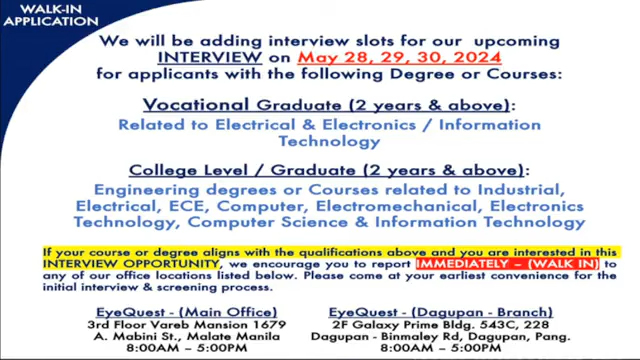 WALK-IN
APPLICATION
We will be adding interview slots for our upcoming
INTERVIEW on May 28, 29, 30, 2024
for applicants with the following Degree or Courses:
Vocational Graduate (2 years & above):
Related to Electrical & Electronics / Information
Technology
College Level / Graduate (2 years & above):
Engineering degrees or Courses related to Industrial,
Electrical, ECE, Computer, Electromechanical, Electronics
Technology, Computer Science & Information Technology
If your course or degree aligns with the qualifications above and you are interested in this
INTERVIEW OPPORTUNITY, we encourage you to report IMMEDIATELY – (WALK IN) to
any of our office locations listed below. Please come at your earliest convenience for the
initial interview & screening process.
EyeQuest - (Main Office)
3rd Floor Vareb Mansion 1679
A. Mabini St., Malate Manila
8:00AM – 5:00PM
EyeQuest - (Dagupan - Branch)
2F Galaxy Prime Bldg. 543C, 228
Dagupan - Binmaley Rd, Dagupan, Pang.
8:00AM – 5:00PM